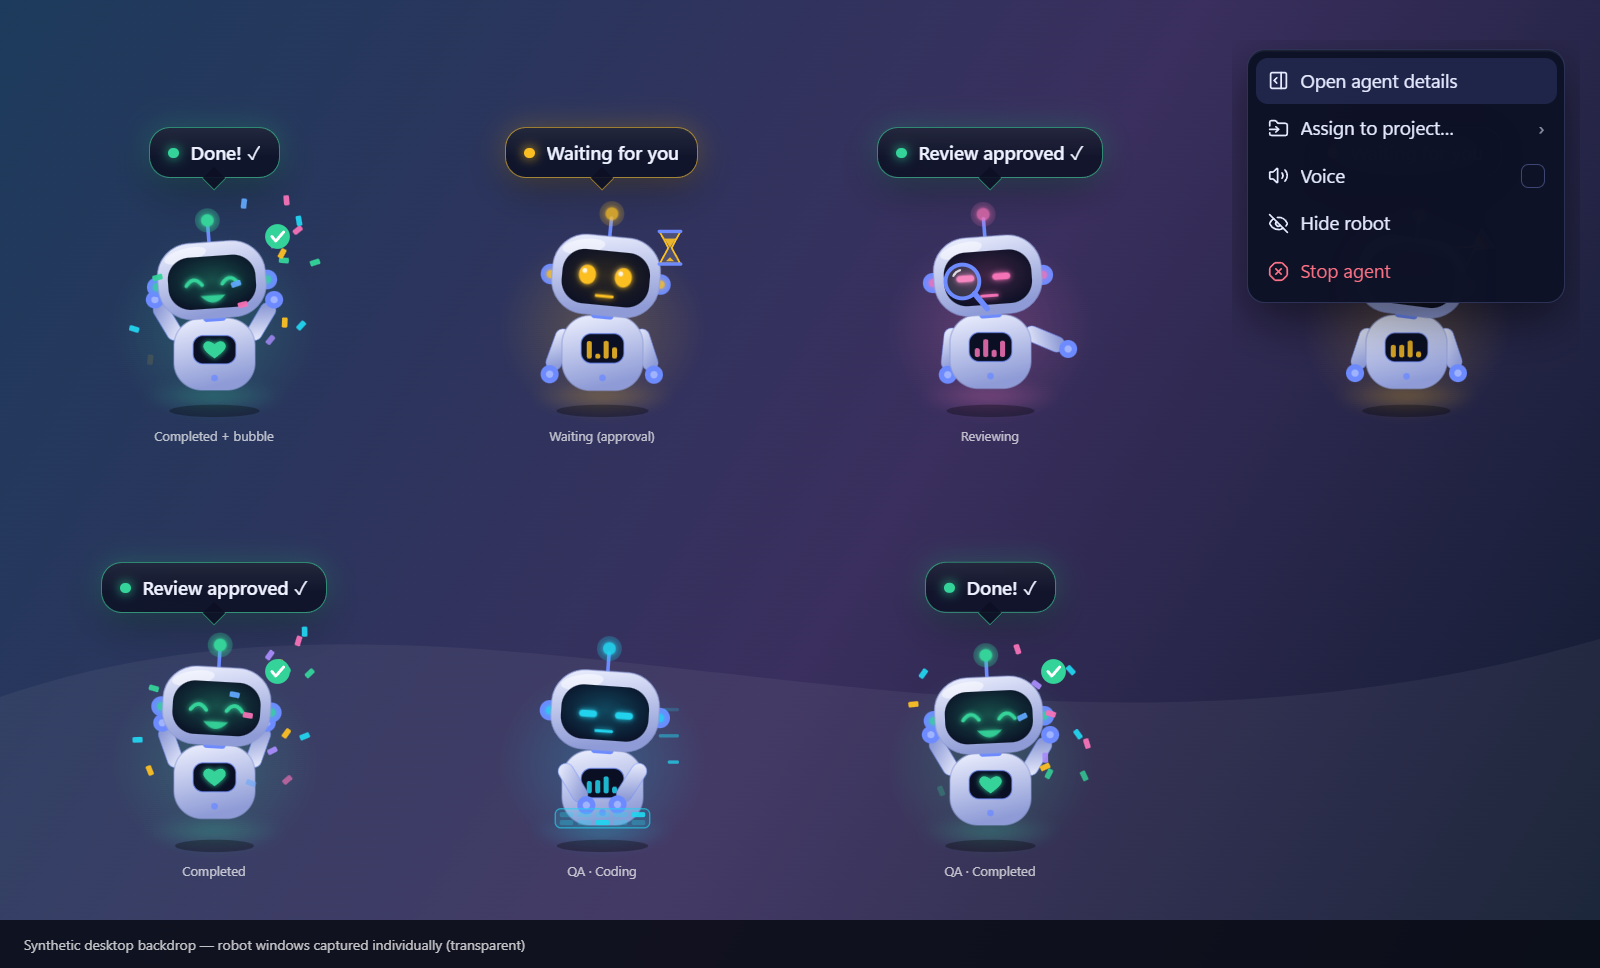 Open agent details
Assign to project...
Voice
Hide robot
Stop agent
Done! ✓
Waiting for you
Review approved ✓
Completed + bubble
Waiting (approval)
Reviewing
Review approved ✓
Done! ✓
Completed
QA · Coding
QA · Completed
Synthetic desktop backdrop — robot windows captured individually (transparent)